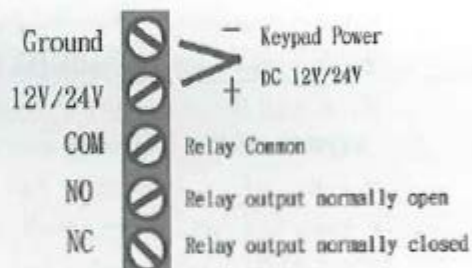 Ground − Keypad Power
12V/24V + DC 12V/24V
COM Relay Common
NO Relay output normally open
NC Relay output normally closed